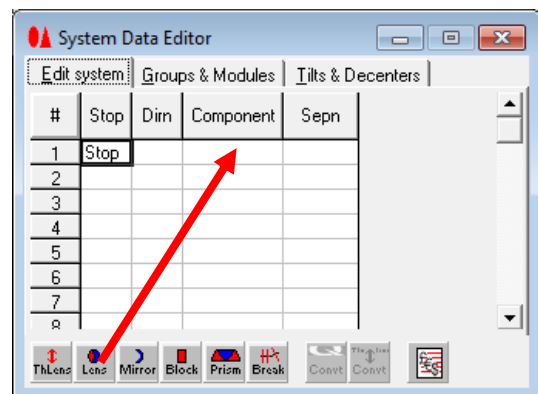 System Data Editor
Edit system Groups & Modules Tilts & Decenters
# Stop Dirn Component Sepn
1 Stop
2
3
4
5
6
7
8
ThLens Lens Mirror Block Prism Break Convt Convt